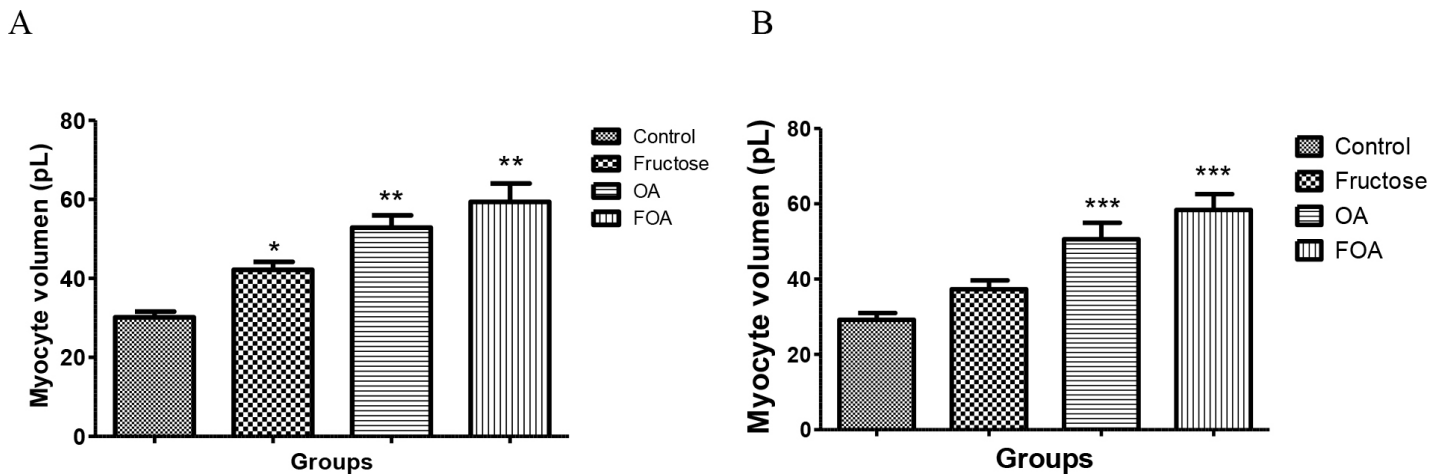 A
Myocyte volumen (pL)
80
60
40
20
0
*
**
**
Groups
Control
Fructose
OA
FOA
B
Myocyte volumen (pL)
80
60
40
20
0
***
***
Groups
Control
Fructose
OA
FOA